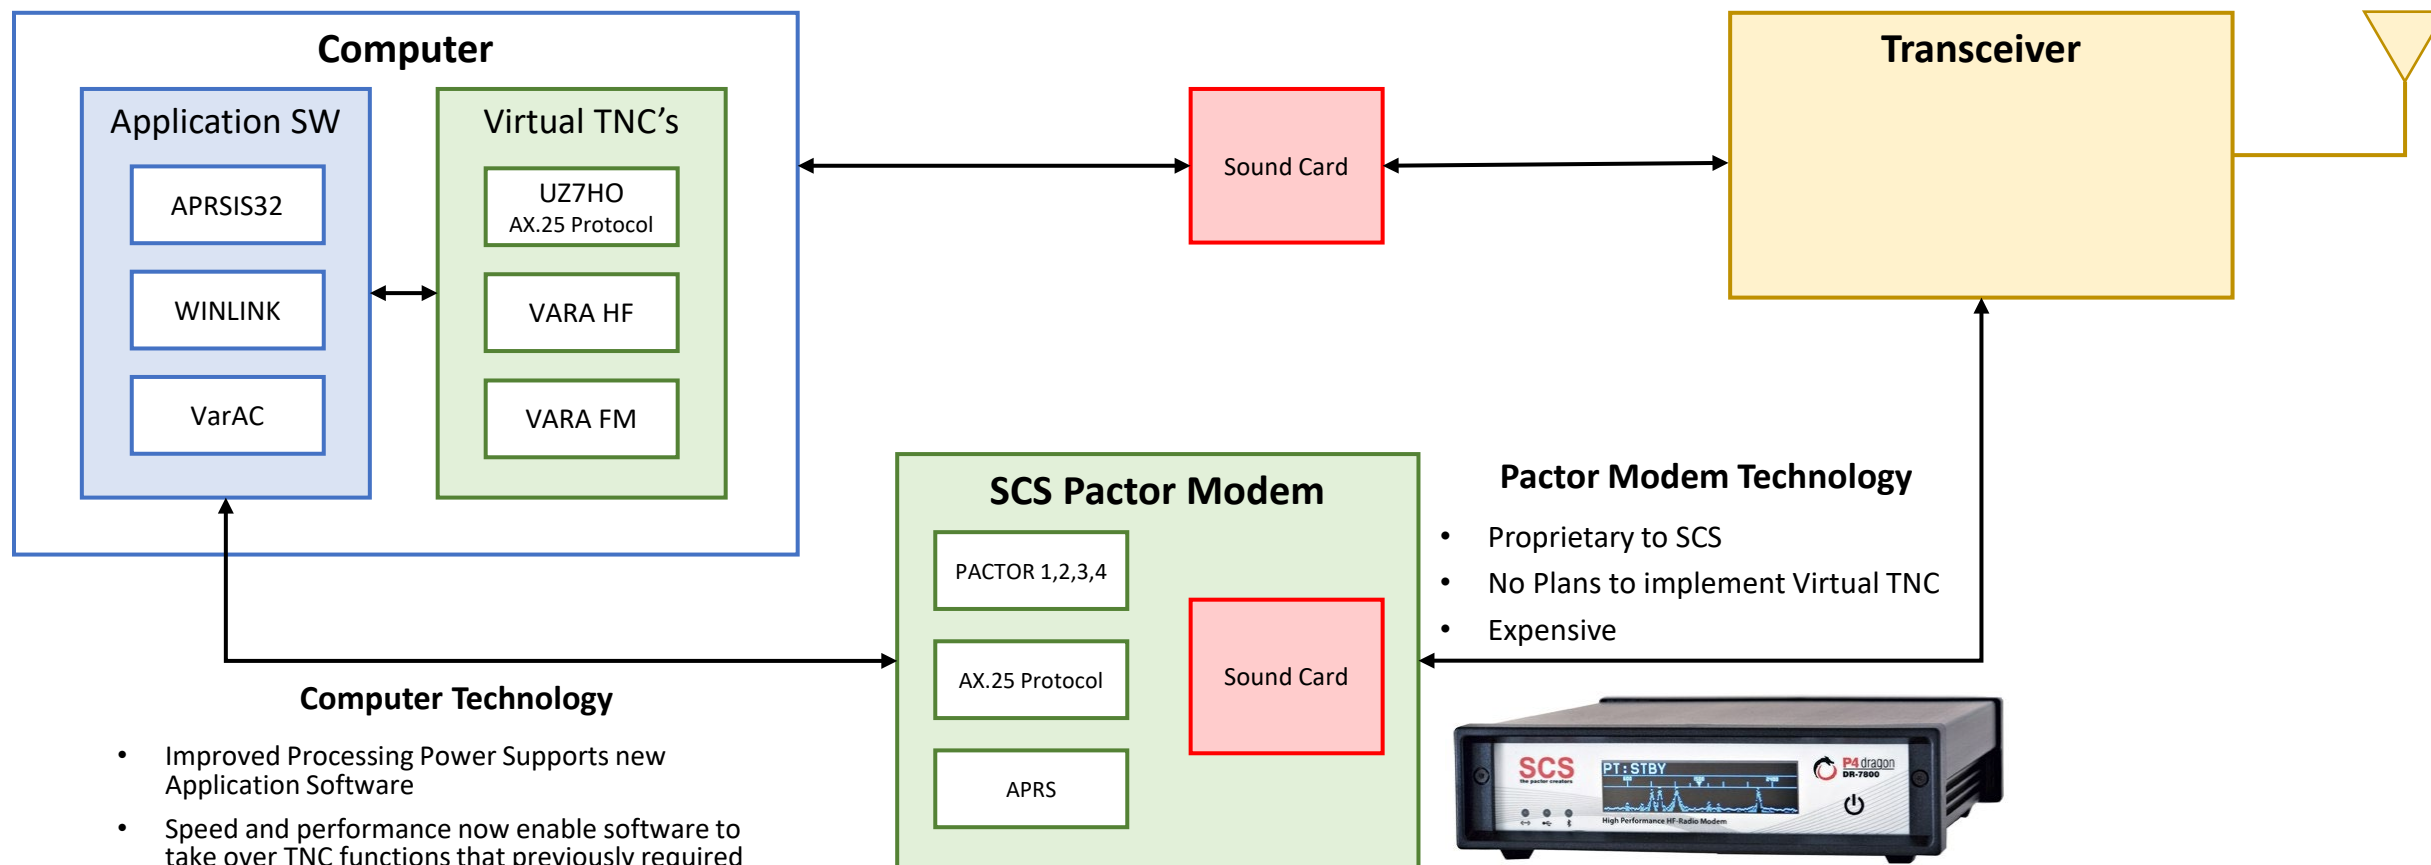 Computer
Transceiver
Application SW
Virtual TNC’s
APRSIS32
UZ7HO
AX.25 Protocol
Sound Card
WINLINK
VARA HF
VarAC
VARA FM
SCS Pactor Modem
PACTOR 1,2,3,4
AX.25 Protocol
APRS
Sound Card
Pactor Modem Technology
• Proprietary to SCS
• No Plans to implement Virtual TNC
• Expensive
Computer Technology
• Improved Processing Power Supports new
Application Software
• Speed and performance now enable software to
take over TNC functions that previously required
SCS
the pactor creators
PT:STBY
P4dragon
DR-7800
High Performance HF-Radio Modem